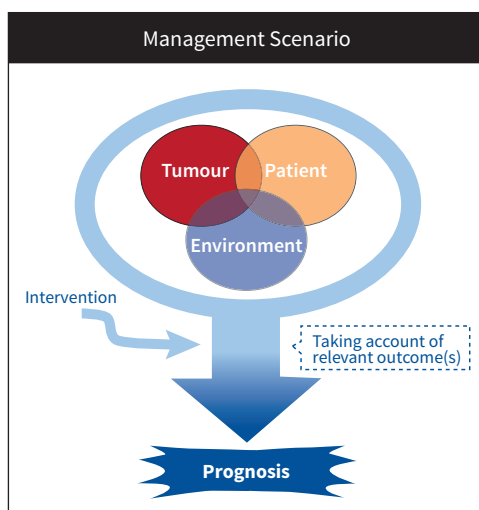 Management Scenario
Tumour
Patient
Environment
Intervention
Taking account of
relevant outcome(s)
Prognosis